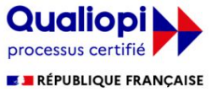 Qualiopi
processus certifié
RÉPUBLIQUE FRANÇAISE